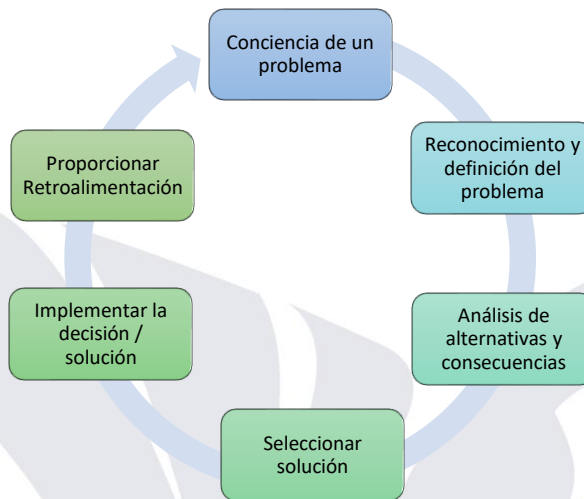 Conciencia de un
problema
Reconocimiento y
definición del
problema
Análisis de
alternativas y
consecuencias
Seleccionar
solución
Implementar la
decisión /
solución
Proporcionar
Retroalimentación